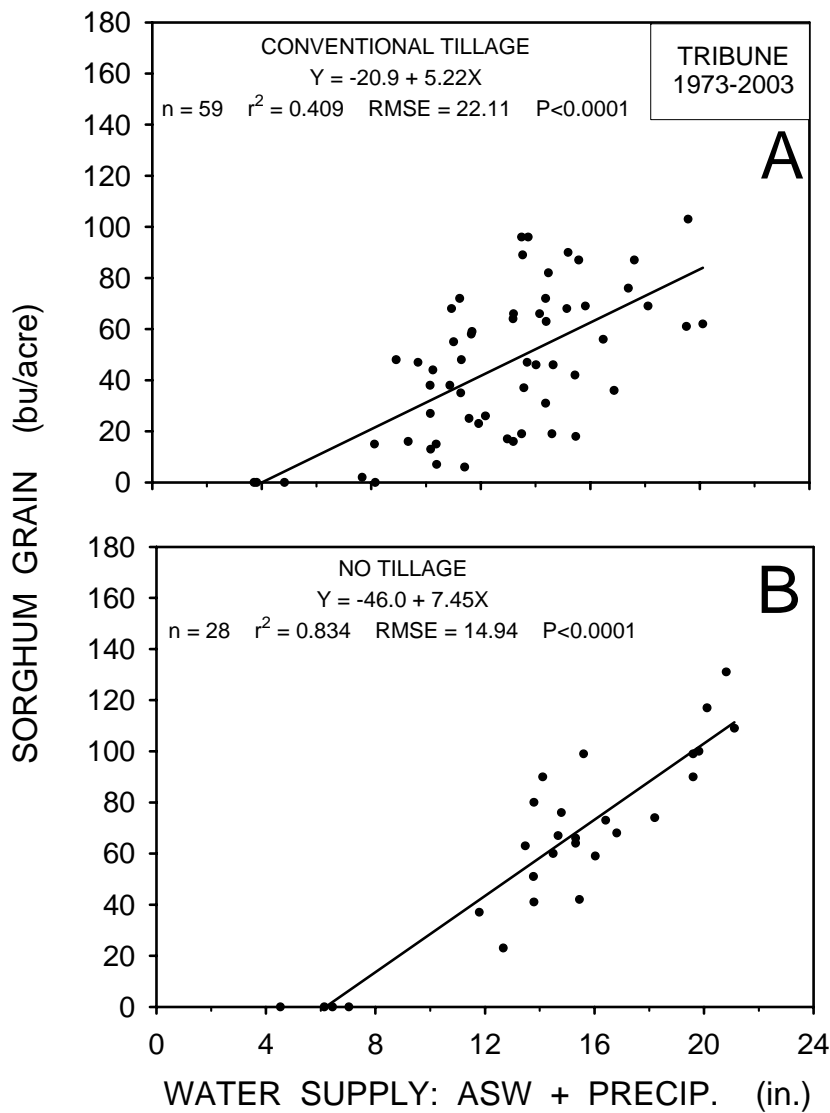 SORGHUM GRAIN (bu/acre)
180
160
140
120
100
80
60
40
20
0
CONVENTIONAL TILLAGE
Y = -20.9 + 5.22X
n = 59 r² = 0.409 RMSE = 22.11 P<0.0001
TRIBUNE
1973-2003
A
180
160
140
120
100
80
60
40
20
0
NO TILLAGE
Y = -46.0 + 7.45X
n = 28 r² = 0.834 RMSE = 14.94 P<0.0001
B
0 4 8 12 16 20 24
WATER SUPPLY: ASW + PRECIP. (in.)